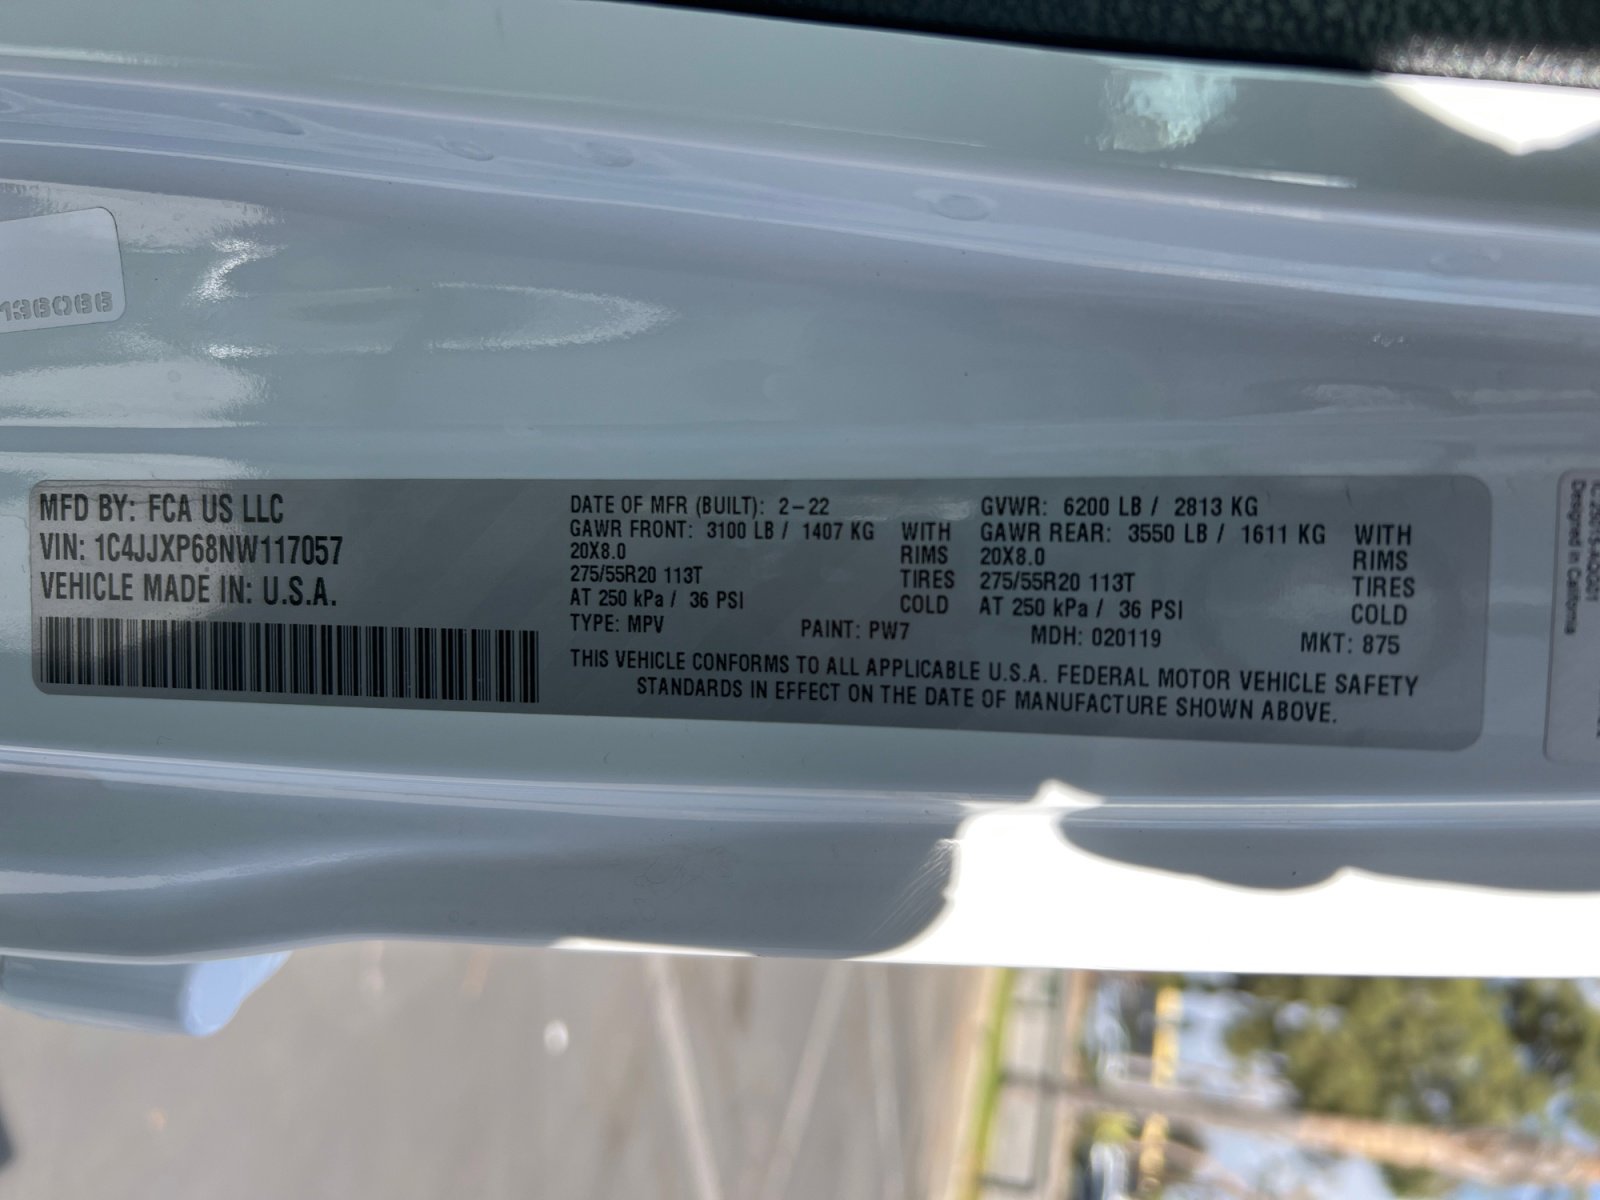 136066
MFD BY: FCA US LLC
VIN: 1C4JJXP68NW117057
VEHICLE MADE IN: U.S.A.
DATE OF MFR (BUILT): 2-22
GAWR FRONT: 3100 LB / 1407 KG WITH
20X8.0 RIMS
275/55R20 113T TIRES
AT 250 kPa / 36 PSI COLD
GVWR: 6200 LB / 2813 KG
GAWR REAR: 3550 LB / 1611 KG WITH
20X8.0 RIMS
275/55R20 113T TIRES
AT 250 kPa / 36 PSI COLD
TYPE: MPV PAINT: PW7 MDH: 020119 MKT: 875
THIS VEHICLE CONFORMS TO ALL APPLICABLE U.S.A. FEDERAL MOTOR VEHICLE SAFETY
STANDARDS IN EFFECT ON THE DATE OF MANUFACTURE SHOWN ABOVE.
Designed in California